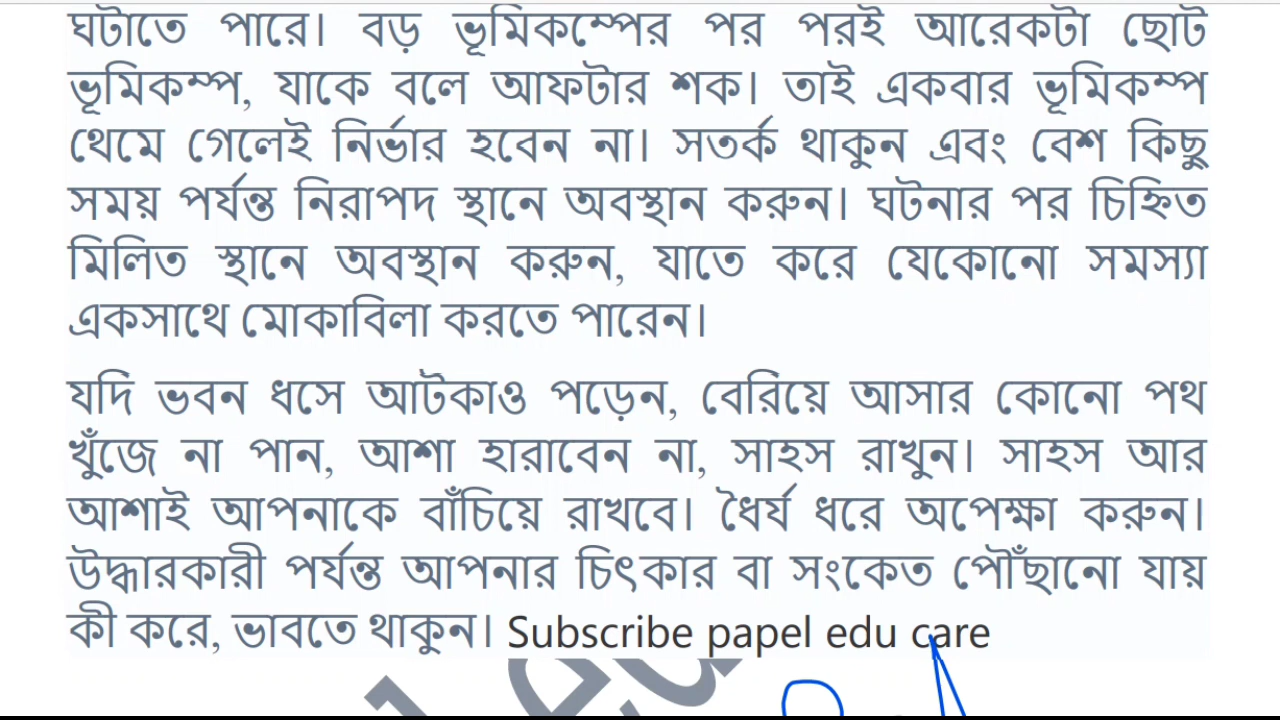 ঘটাতে পারে। বড় ভূমিকম্পের পর পরই আরেকটা ছোট
ভূমিকম্প, যাকে বলে আফটার শক। তাই একবার ভূমিকম্প
থেমে গেলেই নির্ভার হবেন না। সতর্ক থাকুন এবং বেশ কিছু
সময় পর্যন্ত নিরাপদ স্থানে অবস্থান করুন। ঘটনার পর চিহ্নিত
মিলিত স্থানে অবস্থান করুন, যাতে করে যেকোনো সমস্যা
একসাথে মোকাবিলা করতে পারেন।
যদি ভবন ধসে আটকাও পড়েন, বেরিয়ে আসার কোনো পথ
খুঁজে না পান, আশা হারাবেন না, সাহস রাখুন। সাহস আর
আশাই আপনাকে বাঁচিয়ে রাখবে। ধৈর্য ধরে অপেক্ষা করুন।
উদ্ধারকারী পর্যন্ত আপনার চিৎকার বা সংকেত পৌঁছানো যায়
কী করে, ভাবতে থাকুন। Subscribe papel edu care